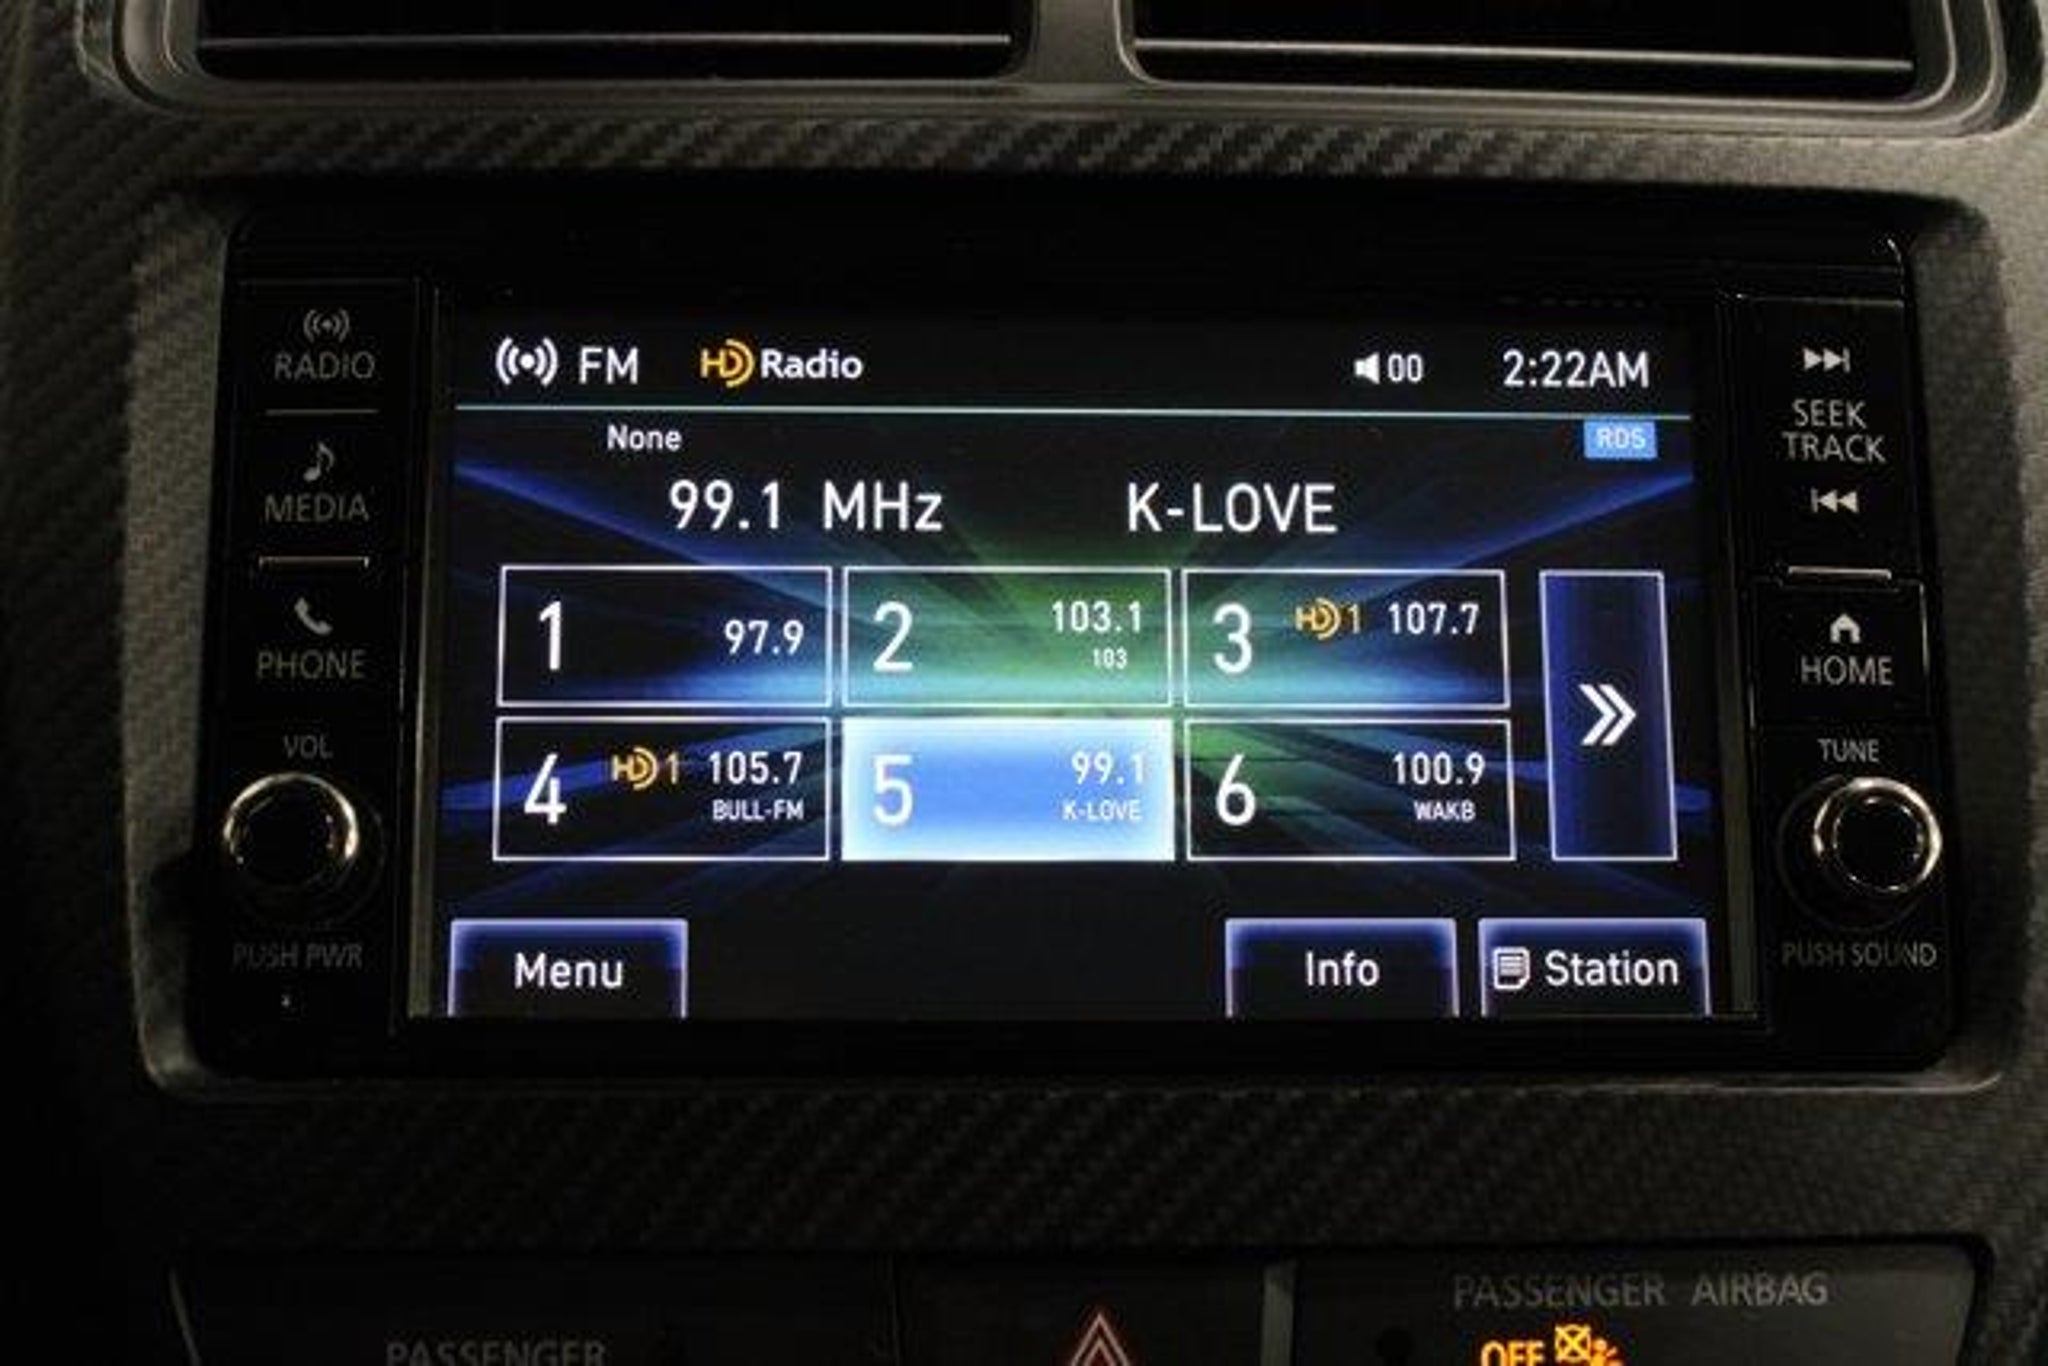 RADIO
MEDIA
PHONE
VOL
PUSH PWR
FM HD Radio 00 2:22AM
None RDS
99.1 MHz K-LOVE
1 97.9
2 103.1
103
3 HD1 107.7
4 HD1 105.7
BULL-FM
5 99.1
K-LOVE
6 100.9
WAKB
Menu Info Station
SEEK
TRACK
HOME
TUNE
PUSH SOUND
PASSENGER
PASSENGER AIRBAG
OFF